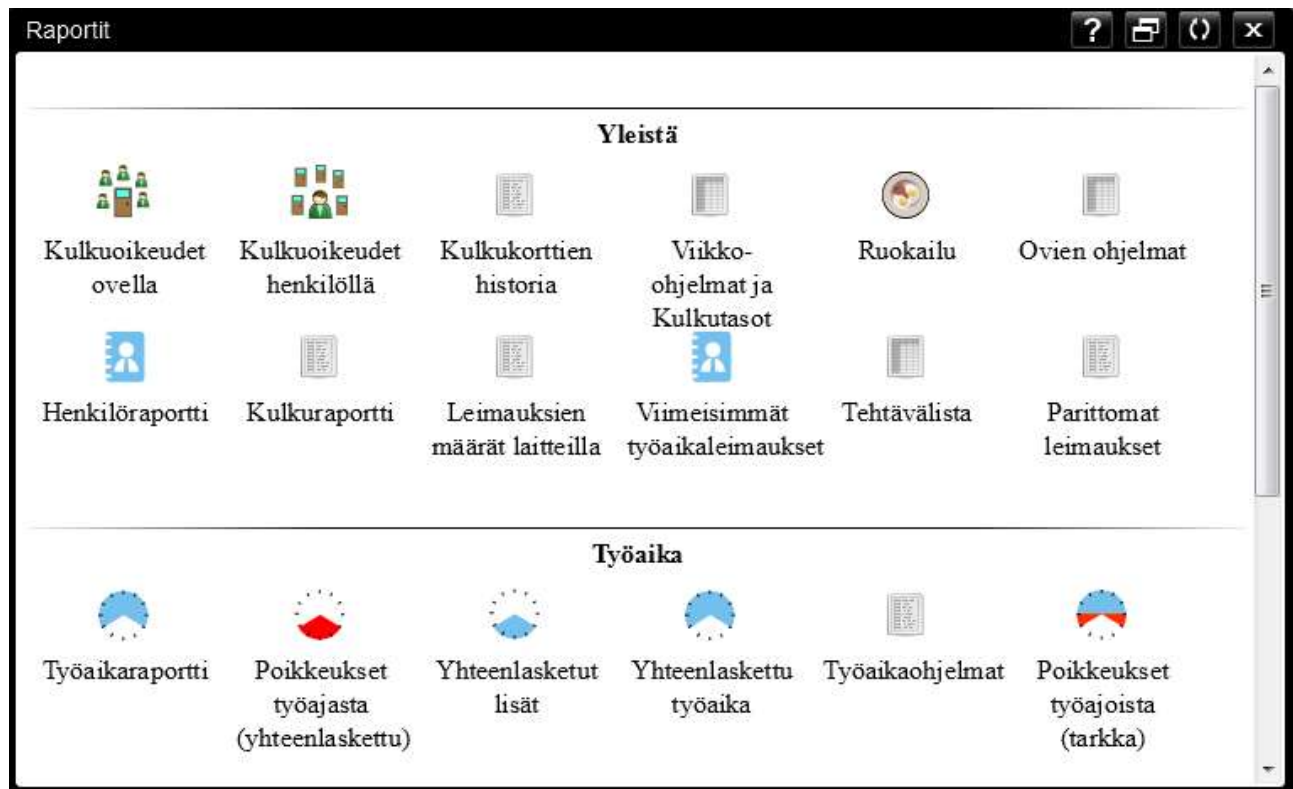 Raportit
Yleistä
Kulkuoikeudet ovella
Kulkuoikeudet henkilöllä
Kulkukorttien historia
Viikko-ohjelmat ja Kulkutasot
Ruokailu
Ovien ohjelmat
Henkilöraportti
Kulkuraportti
Leimauksien määrät laitteilla
Viimeisimmät työaikaleimaukset
Tehtävälista
Parittomat leimaukset
Työaika
Työaikaraportti
Poikkeukset työajasta (yhteenlaskettu)
Yhteenlasketut lisät
Yhteenlaskettu työaika
Työaikaohjelmat
Poikkeukset työajoista (tarkka)